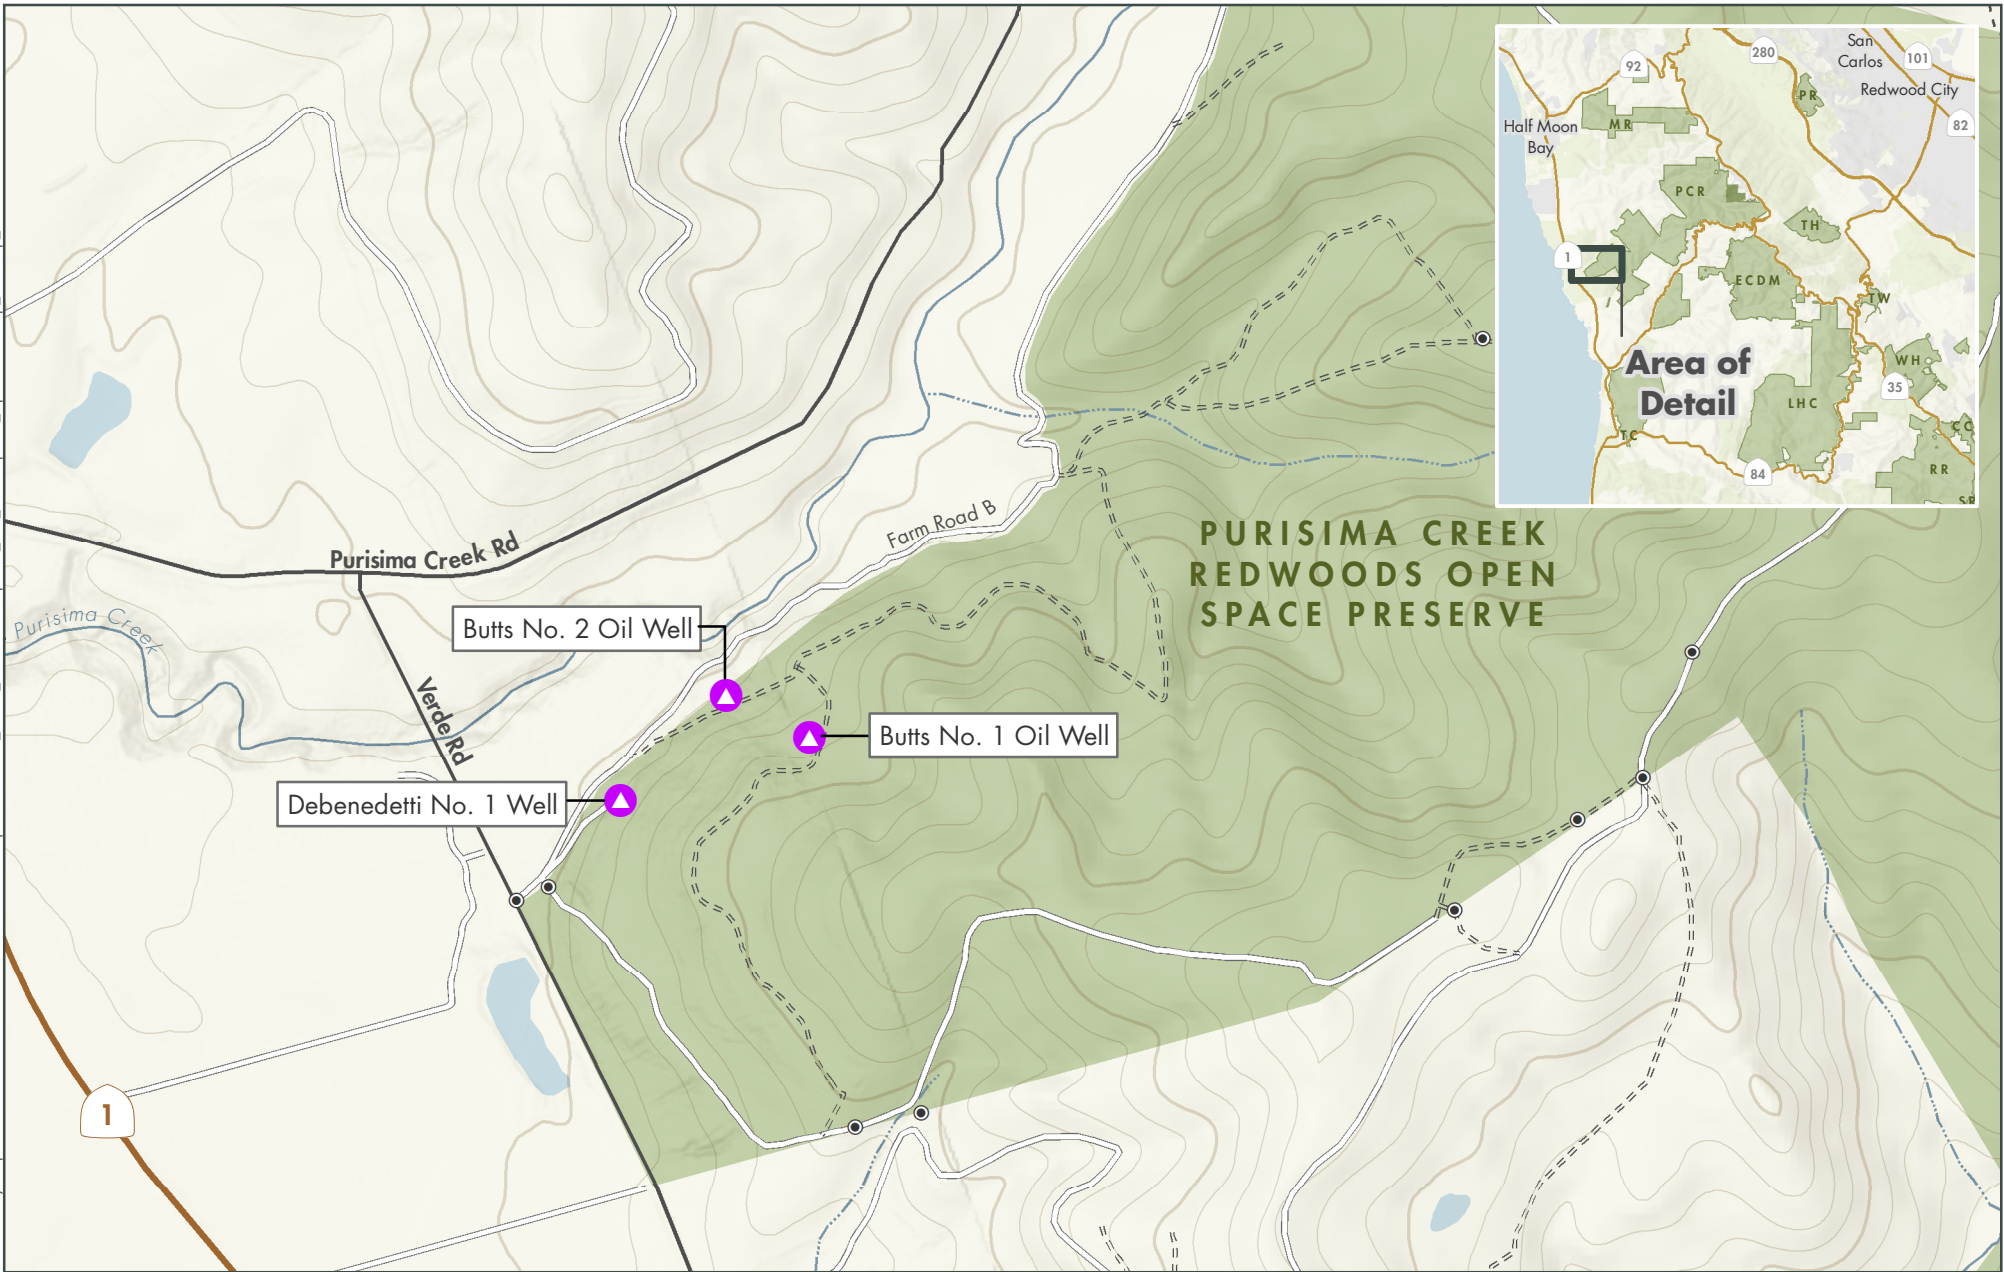 San
Carlos
280
101
92
Redwood City
PR
82
Half Moon
Bay
MR
PCR
TH
1
ECDM
TW
Area of
Detail
WH
35
LHC
CC
TC
RR
84
SR
Farm Road B
PURISIMA CREEK
REDWOODS OPEN
SPACE PRESERVE
Purisima Creek Rd
Purisima Creek
Butts No. 2 Oil Well
Verde Rd
Butts No. 1 Oil Well
Debenedetti No. 1 Well
1